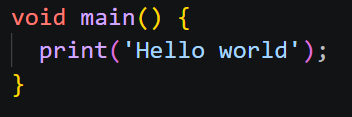 void main() {
  print('Hello world');
}